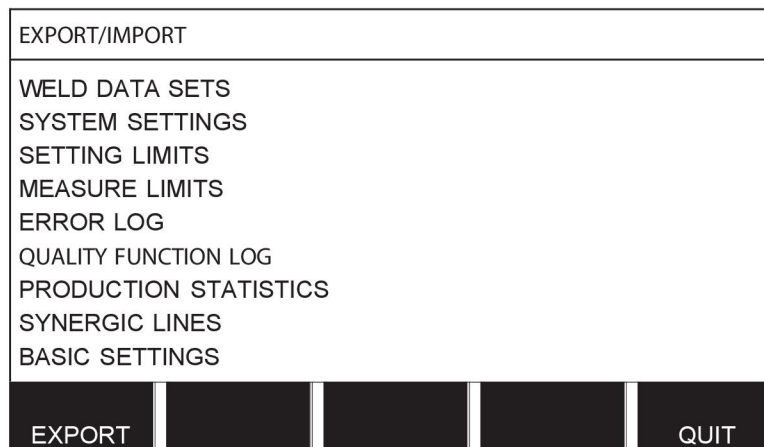 EXPORT/IMPORT
WELD DATA SETS
SYSTEM SETTINGS
SETTING LIMITS
MEASURE LIMITS
ERROR LOG
QUALITY FUNCTION LOG
PRODUCTION STATISTICS
SYNERGIC LINES
BASIC SETTINGS
EXPORT QUIT